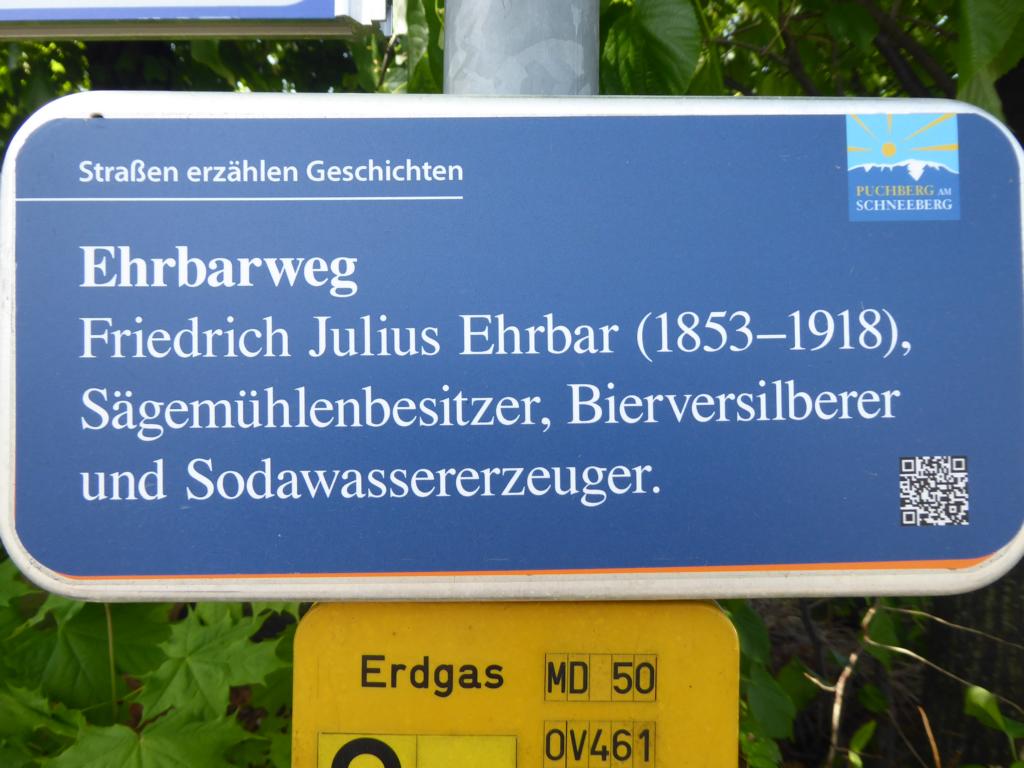 Straßen erzählen Geschichten
PUCHBERG AM
SCHNEEBERG
Ehrbarweg
Friedrich Julius Ehrbar (1853–1918),
Sägemühlenbesitzer, Bierversilberer
und Sodawassererzeuger.
Erdgas MD 50
OV461